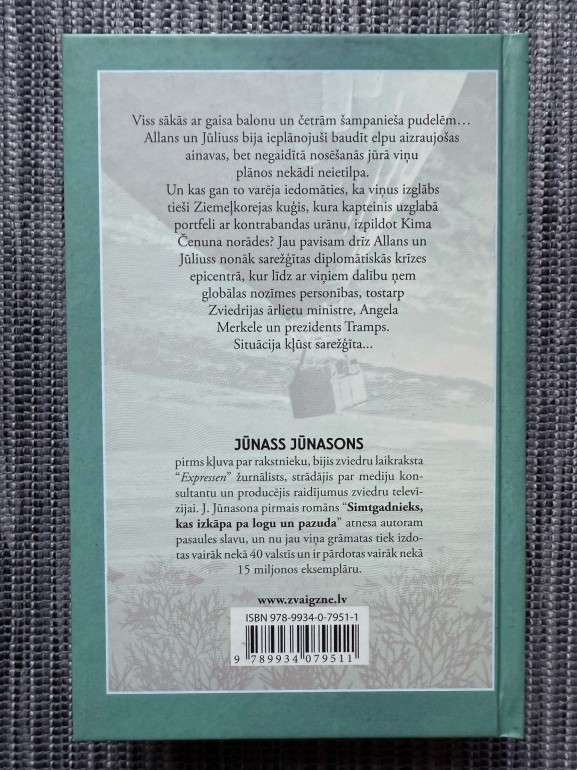 Viss sākās ar gaisa balonu un četrām šampanieša pudelēm…
Allans un Jūliuss bija ieplānojuši baudīt elpu aizraujošas
ainavas, bet negaidītā nosēšanās jūrā viņu
plānos nekādi neietilpa.
Un kas gan to varēja iedomāties, ka viņus izglābs
tieši Ziemeļkorejas kuģis, kura kapteinis uzglabā
portfeli ar kontrabandas urānu, izpildot Kima
Čenuna norādes? Jau pavisam drīz Allans un
Jūliuss nonāk sarežģītas diplomātiskās krīzes
epicentrā, kur līdz ar viņiem dalību ņem
globālas nozīmes personības, tostarp
Zviedrijas ārlietu ministre, Angela
Merkele un prezidents Tramps.
Situācija kļūst sarežģīta...
JŪNASS JŪNASONS
pirms kļuva par rakstnieku, bijis zviedru laikraksta
“Expressen” žurnālists, strādājis par mediju kon-
sultantu un producējis raidījumus zviedru televī-
zijai. J. Jūnasona pirmais romāns “Simtgadnieks,
kas izkāpa pa logu un pazuda” atnesa autoram
pasaules slavu, un nu jau viņa grāmatas tiek izdo-
tas vairāk nekā 40 valstīs un ir pārdotas vairāk nekā
15 miljonos eksemplāru.
www.zvaigzne.lv
ISBN 978-9934-0-7951-1
9 789934 079511